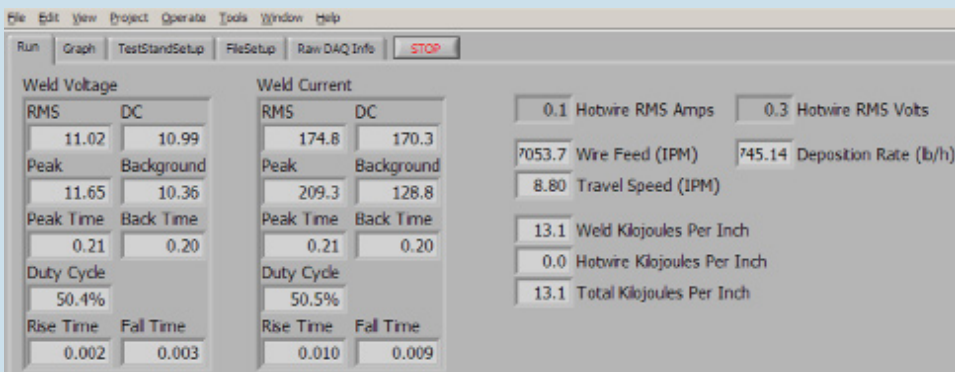 File Edit View Project Operate Tools Window Help
Run Graph TestStandSetup FileSetup Raw DAQ Info STOP
Weld Voltage
RMS DC
11.02 10.99
Peak Background
11.65 10.36
Peak Time Back Time
0.21 0.20
Duty Cycle
50.4%
Rise Time Fall Time
0.002 0.003
Weld Current
RMS DC
174.8 170.3
Peak Background
209.3 128.8
Peak Time Back Time
0.21 0.20
Duty Cycle
50.5%
Rise Time Fall Time
0.010 0.009
0.1 Hotwire RMS Amps 0.3 Hotwire RMS Volts
7053.7 Wire Feed (IPM) 745.14 Deposition Rate (lb/h)
8.80 Travel Speed (IPM)
13.1 Weld Kilojoules Per Inch
0.0 Hotwire Kilojoules Per Inch
13.1 Total Kilojoules Per Inch